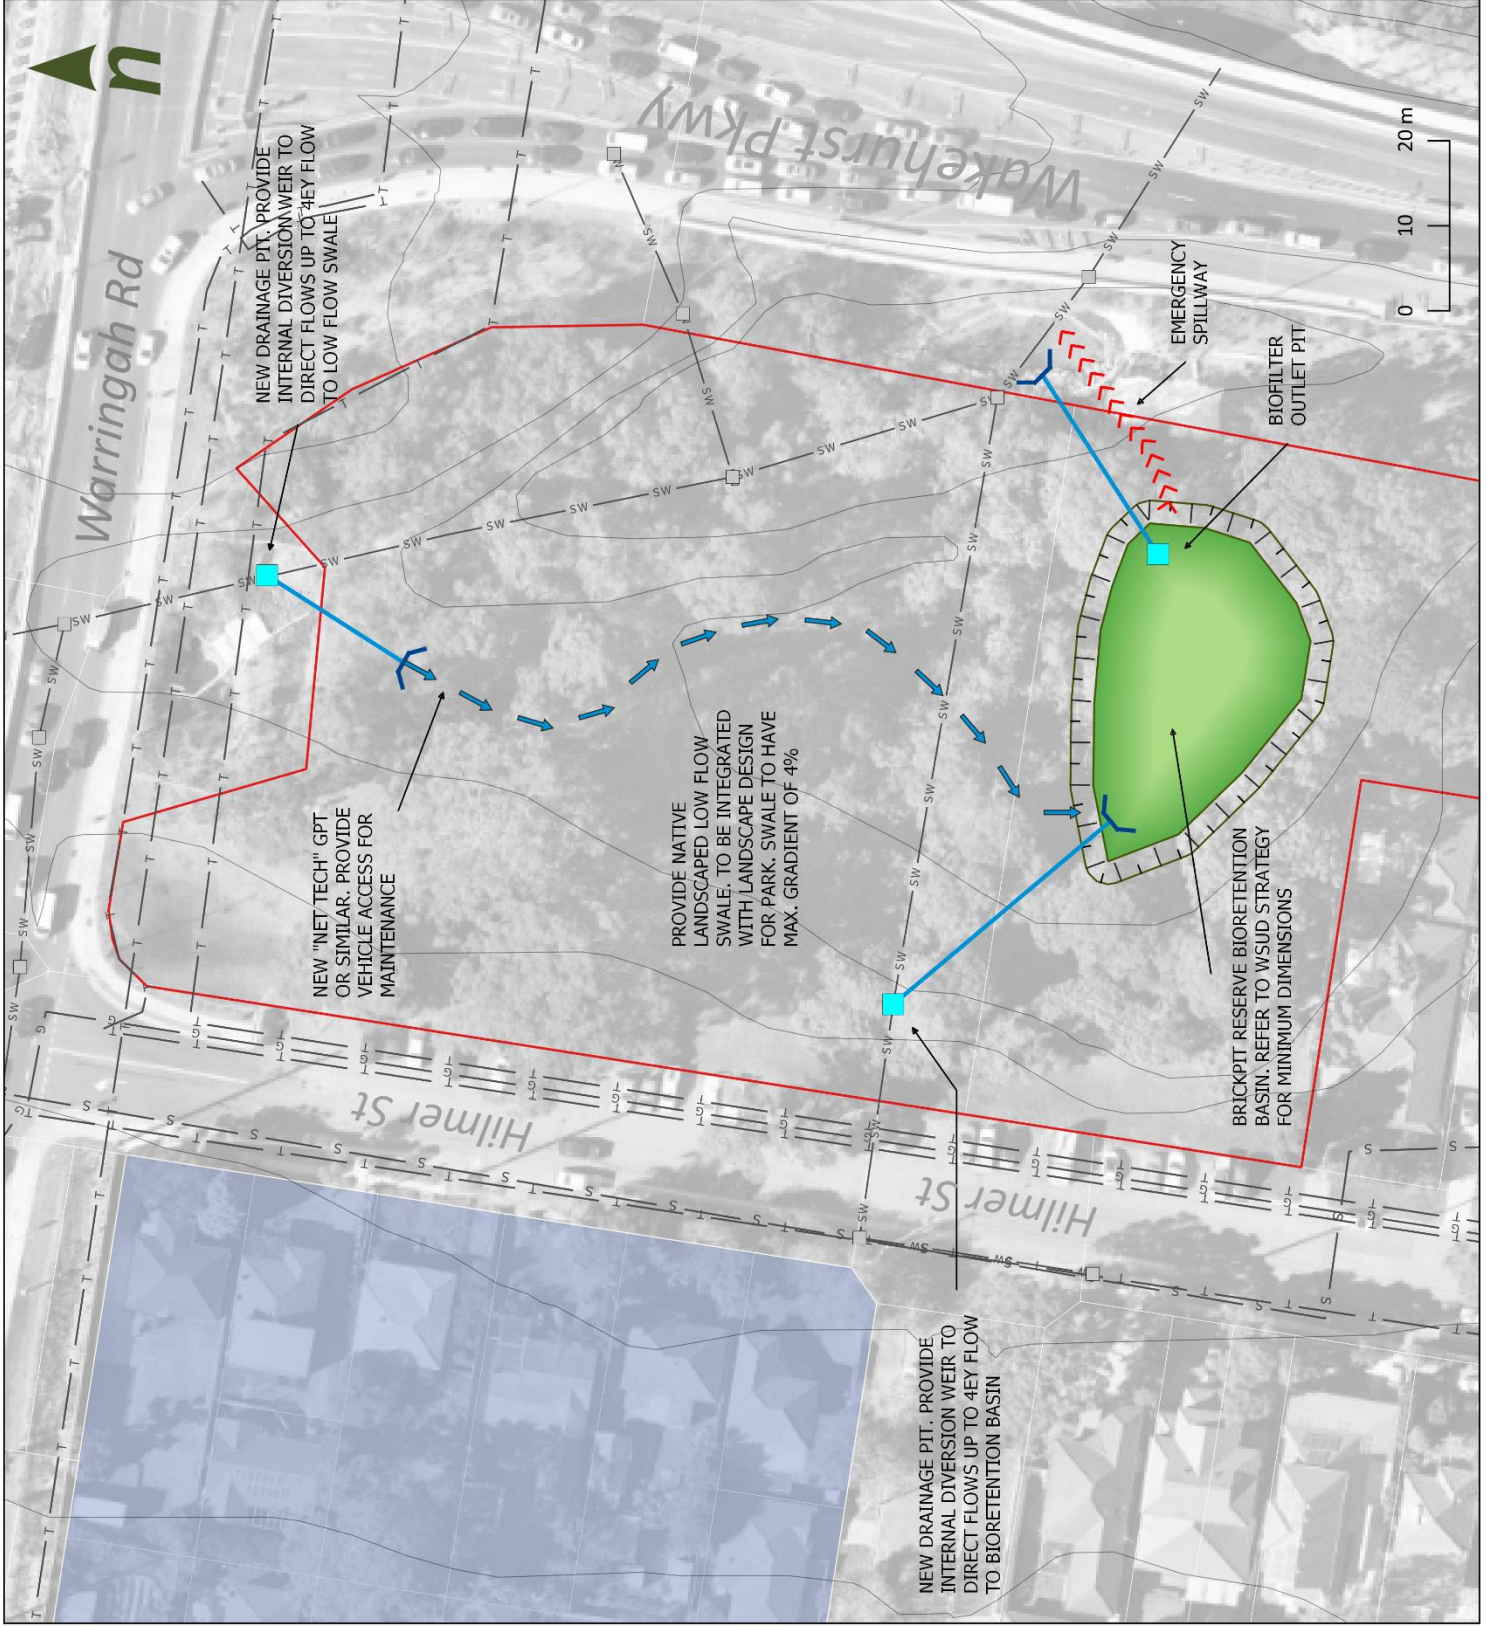 n
Warringah Rd
Wakehurst Pkwy
Hilmer St
Hilmer St
NEW DRAINAGE PIT. PROVIDE
INTERNAL DIVERSION WEIR TO
DIRECT FLOWS UP TO 4EY FLOW
TO LOW FLOW SWALE
NEW "NET TECH" GPT
OR SIMILAR. PROVIDE
VEHICLE ACCESS FOR
MAINTENANCE
PROVIDE NATIVE
LANDSCAPED LOW FLOW
SWALE. TO BE INTEGRATED
WITH LANDSCAPE DESIGN
FOR PARK. SWALE TO HAVE
MAX. GRADIENT OF 4%
NEW DRAINAGE PIT. PROVIDE
INTERNAL DIVERSION WEIR TO
DIRECT FLOWS UP TO 4EY FLOW
TO BIORETENTION BASIN
BRICKPIT RESERVE BIORETENTION
BASIN. REFER TO WSUD STRATEGY
FOR MINIMUM DIMENSIONS
EMERGENCY
SPILLWAY
BIOFILTER
OUTLET PIT
0 10 20 m